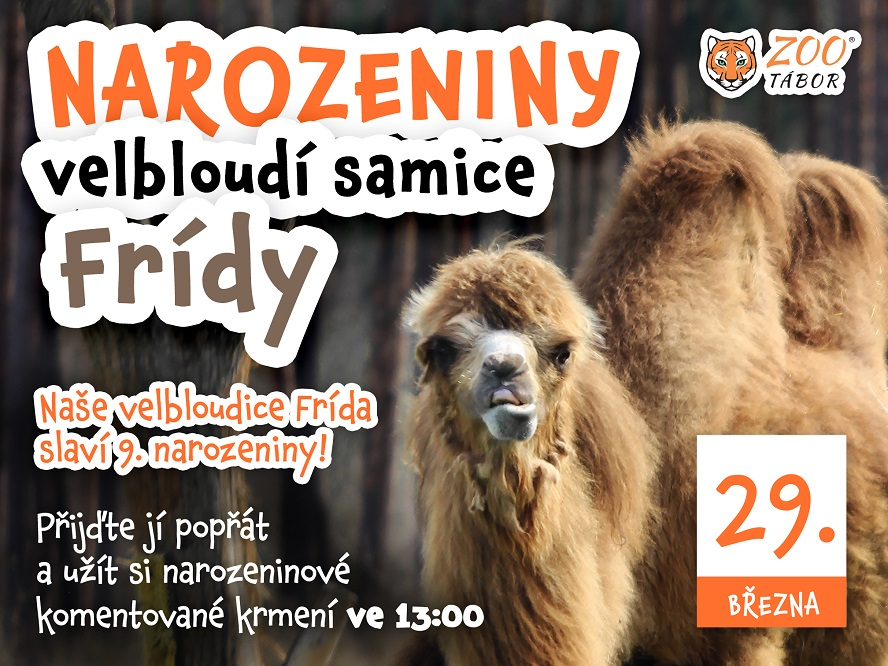 NAROZENINY
velbloudí samice
Frídy
ZOO®
TÁBOR
Naše velbloudice Frída
slaví 9. narozeniny!
Přijďte jí popřát
a užít si narozeninové
komentované krmení ve 13:00
29.
BŘEZNA